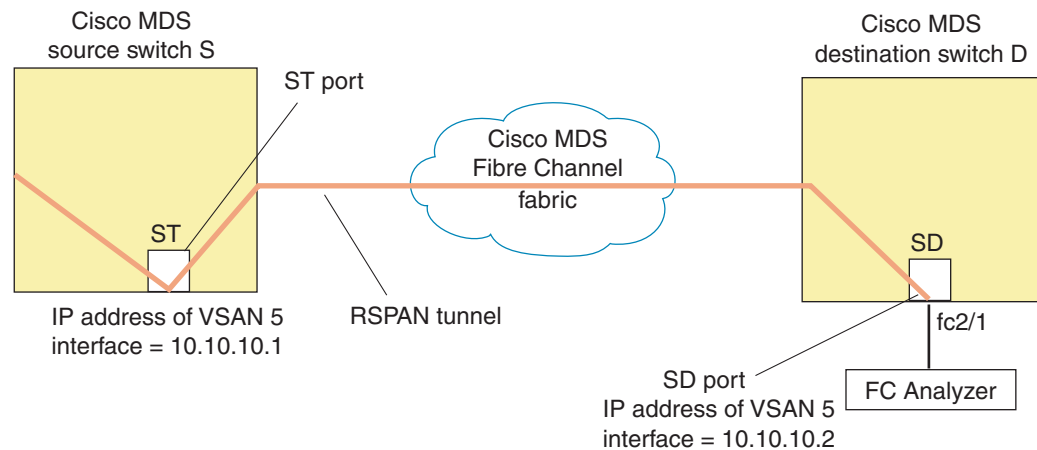 Cisco MDS
source switch S
ST port
Cisco MDS
destination switch D
Cisco MDS
Fibre Channel
fabric
ST
SD
IP address of VSAN 5
interface = 10.10.10.1
RSPAN tunnel
fc2/1
SD port
IP address of VSAN 5
interface = 10.10.10.2
FC Analyzer